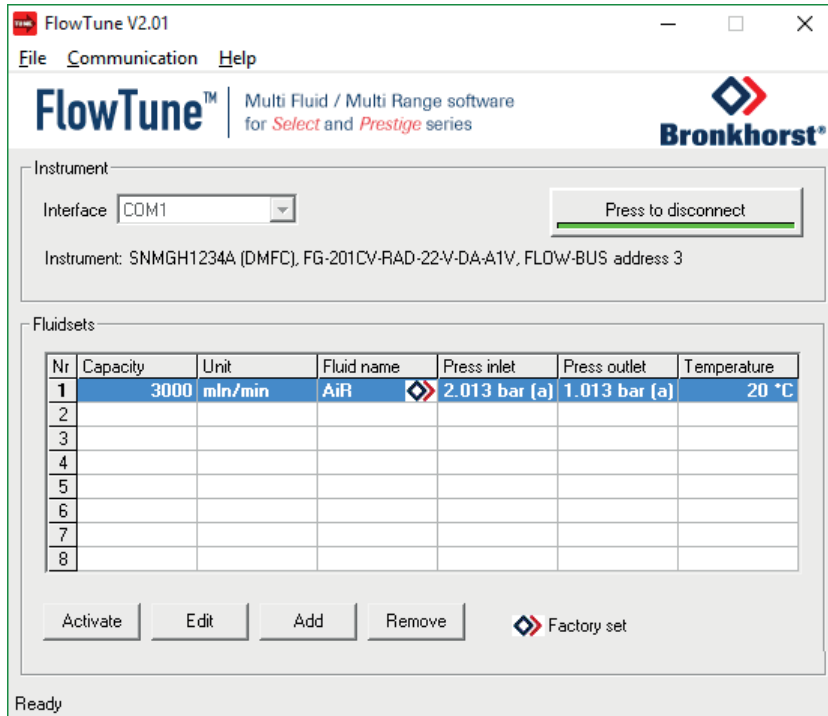 FlowTune V2.01
File Communication Help
FlowTune™ Multi Fluid / Multi Range software
for Select and Prestige series
Bronkhorst®
Instrument
Interface COM1 Press to disconnect
Instrument: SNMGH1234A (DMFC), FG-201CV-RAD-22-V-DA-A1V, FLOW-BUS address 3
Fluidsets
Nr Capacity Unit Fluid name Press inlet Press outlet Temperature
1 3000 mln/min AiR 2.013 bar (a) 1.013 bar (a) 20 °C
2
3
4
5
6
7
8
Activate Edit Add Remove Factory set
Ready